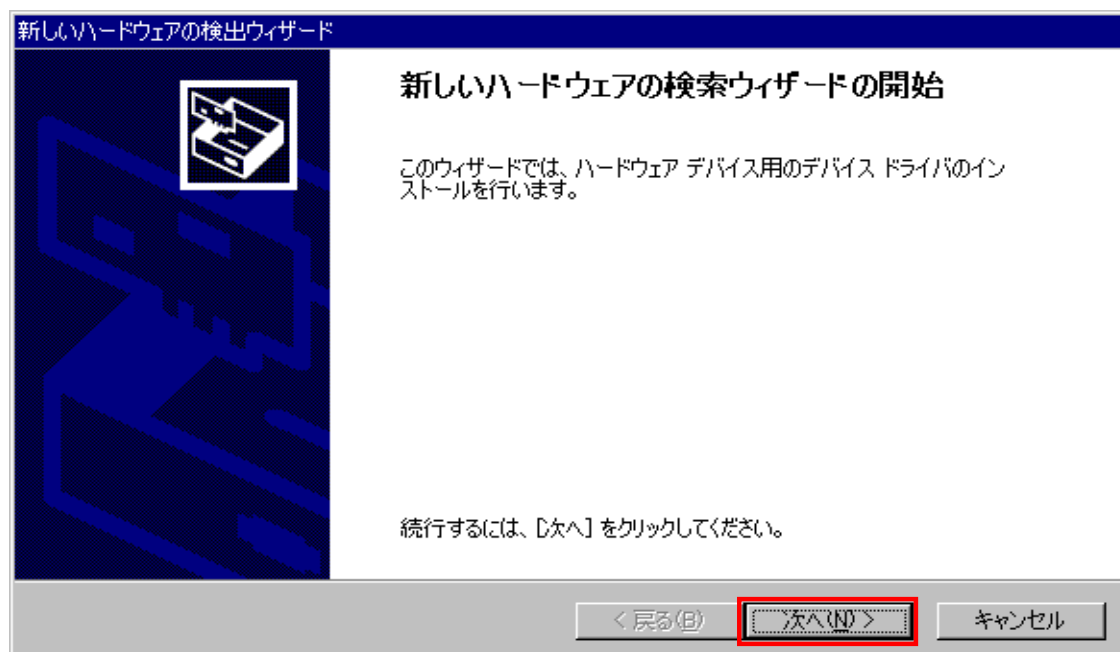 新しいハードウェアの検出ウィザード
新しいハードウェアの検索ウィザードの開始
このウィザードでは、ハードウェア デバイス用のデバイス ドライバのイン
ストールを行います。
続行するには、[次へ] をクリックしてください。
< 戻る(B)
次へ(N) >
キャンセル